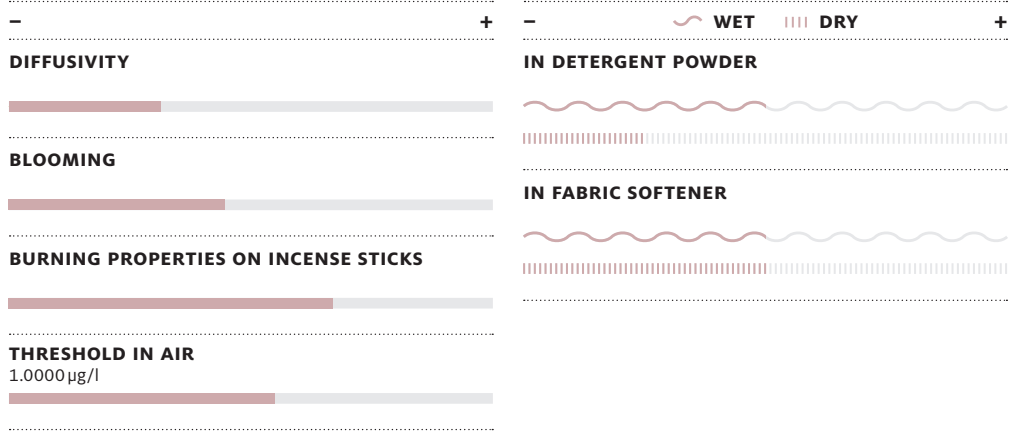 – +
DIFFUSIVITY
BLOOMING
BURNING PROPERTIES ON INCENSE STICKS
THRESHOLD IN AIR
1.0000 µg/l
– WET DRY +
IN DETERGENT POWDER
IN FABRIC SOFTENER